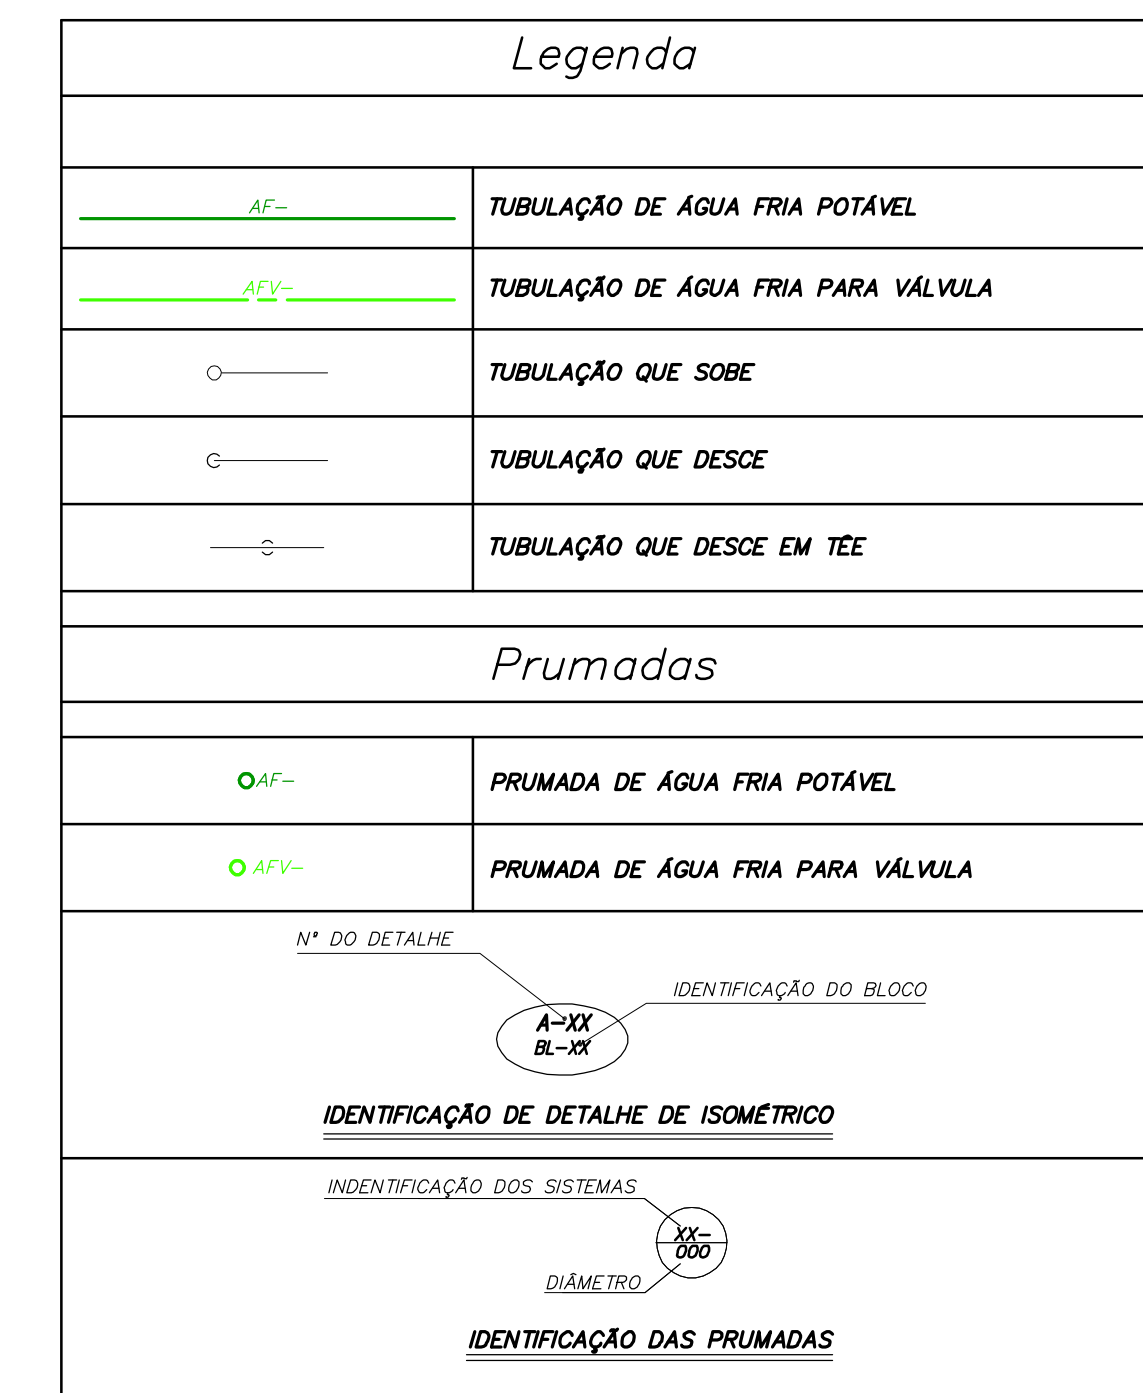 Legenda
AF-
TUBULAÇÃO DE ÁGUA FRIA POTÁVEL
AFV-
TUBULAÇÃO DE ÁGUA FRIA PARA VÁLVULA
TUBULAÇÃO QUE SOBE
TUBULAÇÃO QUE DESCE
TUBULAÇÃO QUE DESCE EM TÊE
Prumadas
AF-
PRUMADA DE ÁGUA FRIA POTÁVEL
AFV-
PRUMADA DE ÁGUA FRIA PARA VÁLVULA
Nº DO DETALHE
IDENTIFICAÇÃO DO BLOCO
A-XX
BL-XX
IDENTIFICAÇÃO DE DETALHE DE ISOMÉTRICO
INDENTIFICAÇÃO DOS SISTEMAS
XX-
000
DIÂMETRO
IDENTIFICAÇÃO DAS PRUMADAS